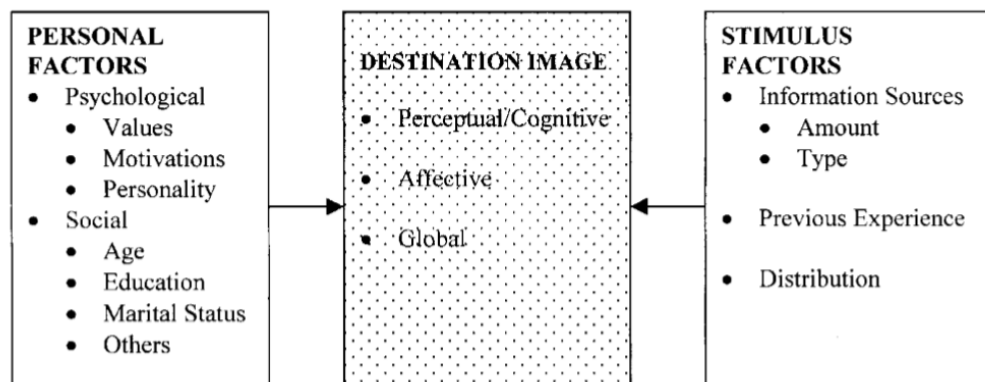 PERSONAL
FACTORS
• Psychological
• Values
• Motivations
• Personality
• Social
• Age
• Education
• Marital Status
• Others
DESTINATION IMAGE
• Perceptual/Cognitive
• Affective
• Global
STIMULUS
FACTORS
• Information Sources
• Amount
• Type
• Previous Experience
• Distribution